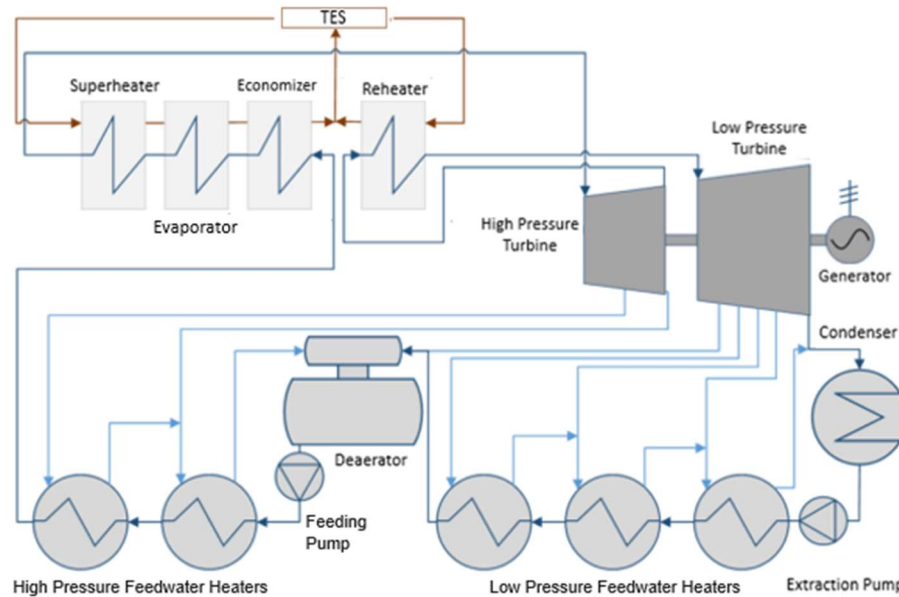 TES
Superheater
Economizer
Reheater
Low Pressure
Turbine
Evaporator
High Pressure
Turbine
Generator
Condenser
Deaerator
Feeding
Pump
High Pressure Feedwater Heaters
Low Pressure Feedwater Heaters
Extraction Pump